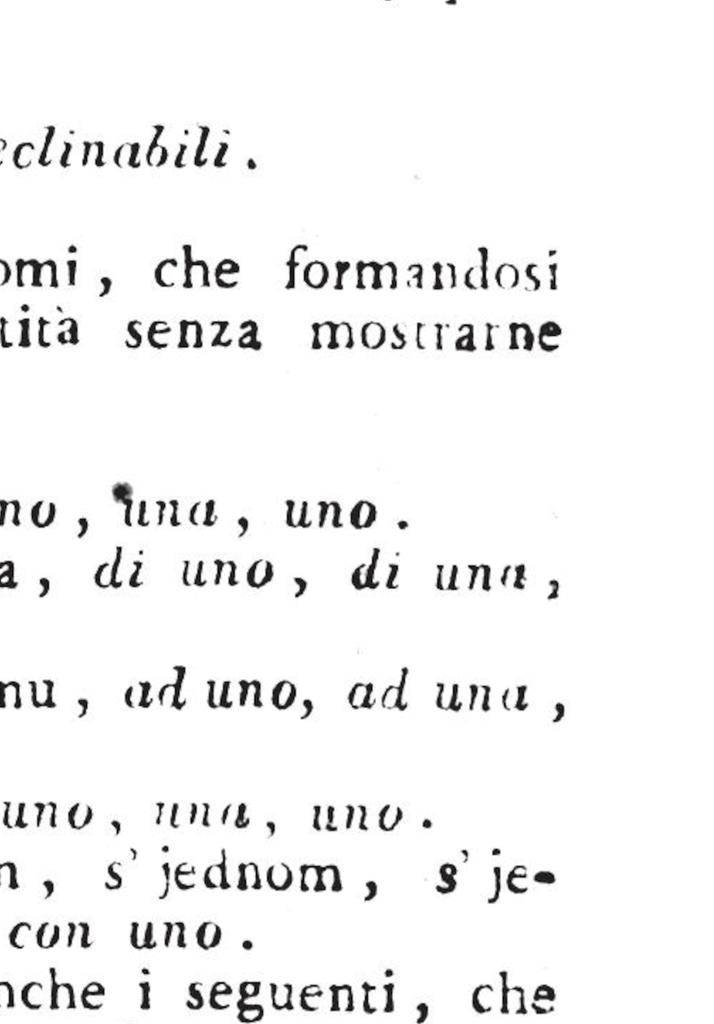 eclinabili.
omi, che formandosi
tità senza mostrarne
no, una, uno.
a, di uno, di una,
nu, ad uno, ad una,
uno, una, uno.
n, s' jednom, s' je-
con uno.
nche i seguenti, che